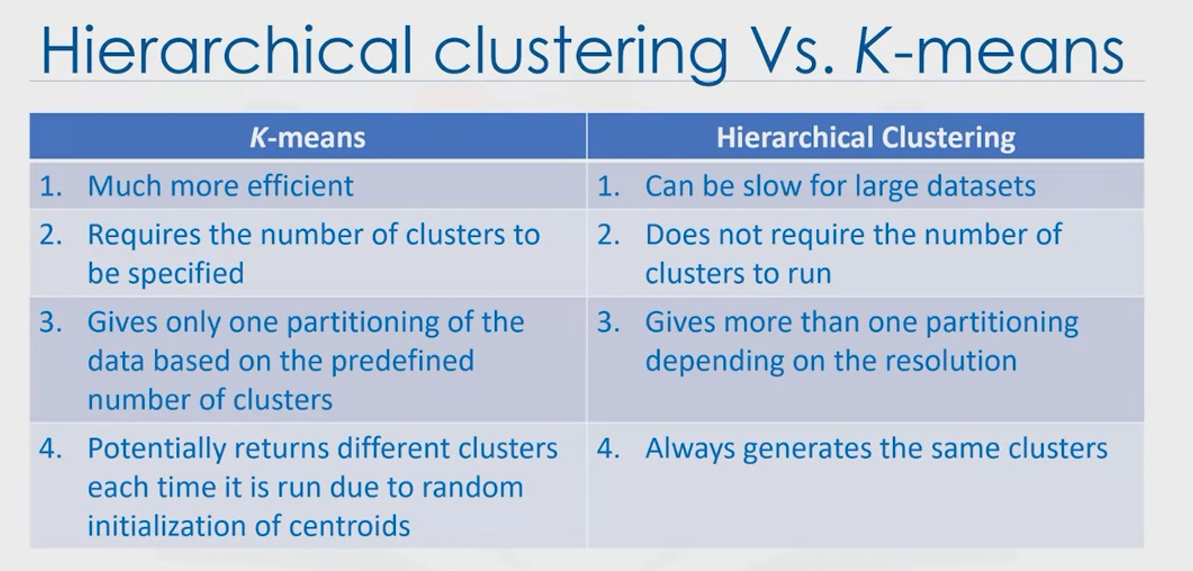 Hierarchical clustering Vs. K-means
K-means
Hierarchical Clustering
1. Much more efficient
1. Can be slow for large datasets
2. Requires the number of clusters to
be specified
2. Does not require the number of
clusters to run
3. Gives only one partitioning of the
data based on the predefined
number of clusters
3. Gives more than one partitioning
depending on the resolution
4. Potentially returns different clusters
each time it is run due to random
initialization of centroids
4. Always generates the same clusters